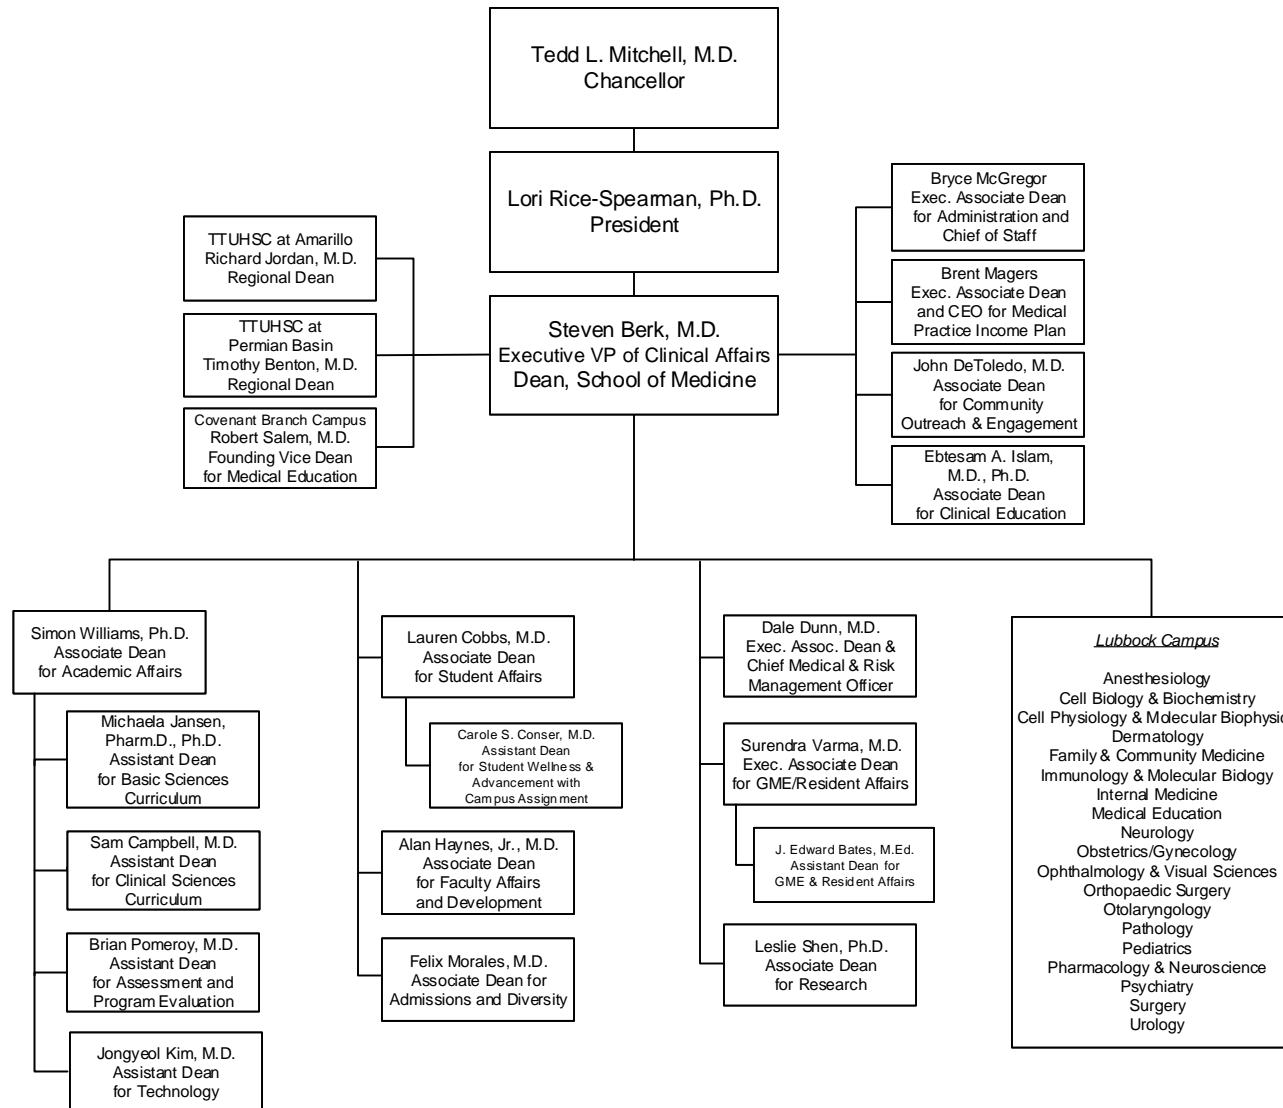 Tedd L. Mitchell, M.D.
Chancellor
Lori Rice-Spearman, Ph.D.
President
TTUHSC at Amarillo
Richard Jordan, M.D.
Regional Dean
TTUHSC at
Permian Basin
Timothy Benton, M.D.
Regional Dean
Covenant Branch Campus
Robert Salem, M.D.
Founding Vice Dean
for Medical Education
Steven Berk, M.D.
Executive VP of Clinical Affairs
Dean, School of Medicine
Bryce McGregor
Exec. Associate Dean
for Administration and
Chief of Staff
Brent Magers
Exec. Associate Dean
and CEO for Medical
Practice Income Plan
John DeToledo, M.D.
Associate Dean
for Community
Outreach & Engagement
Ebtesam A. Islam,
M.D., Ph.D.
Associate Dean
for Clinical Education
Simon Williams, Ph.D.
Associate Dean
for Academic Affairs
Michaela Jansen,
Pharm.D., Ph.D.
Assistant Dean
for Basic Sciences
Curriculum
Sam Campbell, M.D.
Assistant Dean
for Clinical Sciences
Curriculum
Brian Pomeroy, M.D.
Assistant Dean
for Assessment and
Program Evaluation
Jongyeol Kim, M.D.
Assistant Dean
for Technology
Lauren Cobbs, M.D.
Associate Dean
for Student Affairs
Carole S. Conser, M.D.
Assistant Dean
for Student Wellness &
Advancement with
Campus Assignment
Alan Haynes, Jr., M.D.
Associate Dean
for Faculty Affairs
and Development
Felix Morales, M.D.
Associate Dean for
Admissions and Diversity
Dale Dunn, M.D.
Exec. Assoc. Dean &
Chief Medical & Risk
Management Officer
Surendra Varma, M.D.
Exec. Associate Dean
for GME/Resident Affairs
J. Edward Bates, M.Ed.
Assistant Dean for
GME & Resident Affairs
Leslie Shen, Ph.D.
Associate Dean
for Research
Lubbock Campus
Anesthesiology
Cell Biology & Biochemistry
Cell Physiology & Molecular Biophysic
Dermatology
Family & Community Medicine
Immunology & Molecular Biology
Internal Medicine
Medical Education
Neurology
Obstetrics/Gynecology
Ophthalmology & Visual Sciences
Orthopaedic Surgery
Otolaryngology
Pathology
Pediatrics
Pharmacology & Neuroscience
Psychiatry
Surgery
Urology